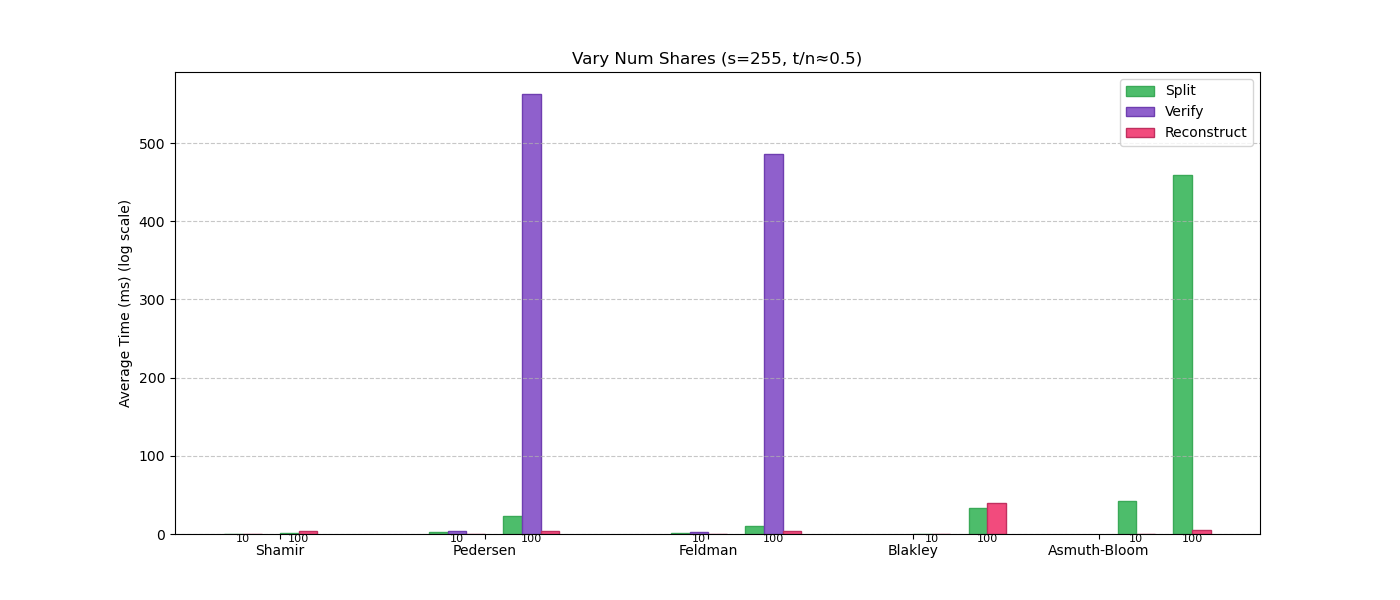 Vary Num Shares (s=255, t/n≈0.5)
Split
Verify
Reconstruct
Average Time (ms) (log scale)
500
400
300
200
100
0
10 100 10 100 10 100 10 100 10 100
Shamir Pedersen Feldman Blakley Asmuth-Bloom